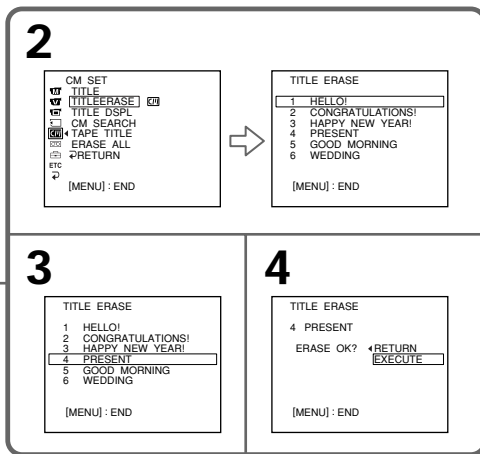 2
CM SET
TITLE
TITLEERASE
TITLE DSPL
CM SEARCH
TAPE TITLE
ERASE ALL
RETURN
ETC
[MENU] : END
TITLE ERASE
1 HELLO!
2 CONGRATULATIONS!
3 HAPPY NEW YEAR!
4 PRESENT
5 GOOD MORNING
6 WEDDING
[MENU] : END
3
TITLE ERASE
1 HELLO!
2 CONGRATULATIONS!
3 HAPPY NEW YEAR!
4 PRESENT
5 GOOD MORNING
6 WEDDING
[MENU] : END
4
TITLE ERASE
4 PRESENT
ERASE OK? RETURN
EXECUTE
[MENU] : END